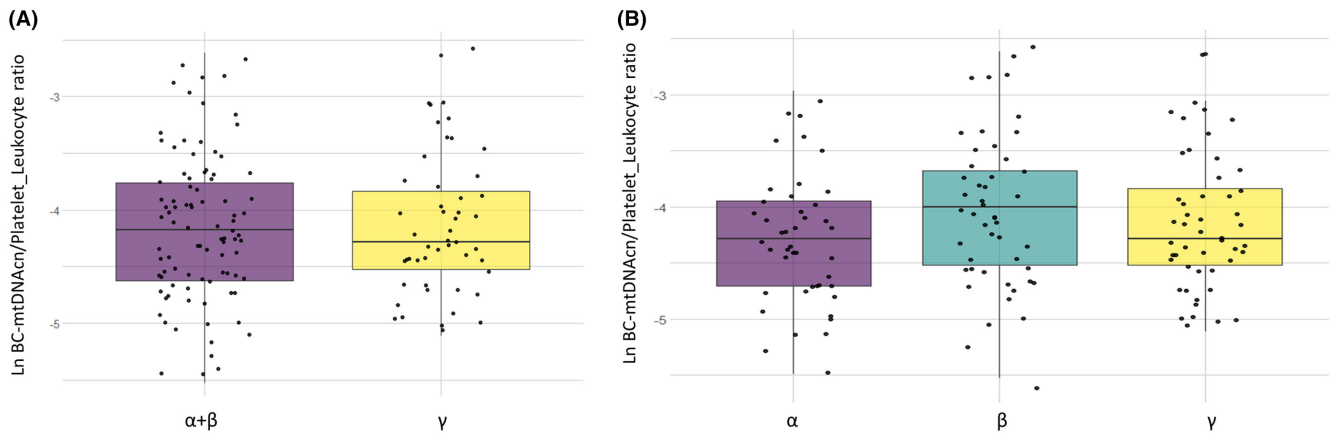 (A)
Ln BC-mtDNAcn/Platelet_Leukocyte ratio
-3
-4
-5
α+β
γ
(B)
Ln BC-mtDNAcn/Platelet_Leukocyte ratio
-3
-4
-5
α
β
γ